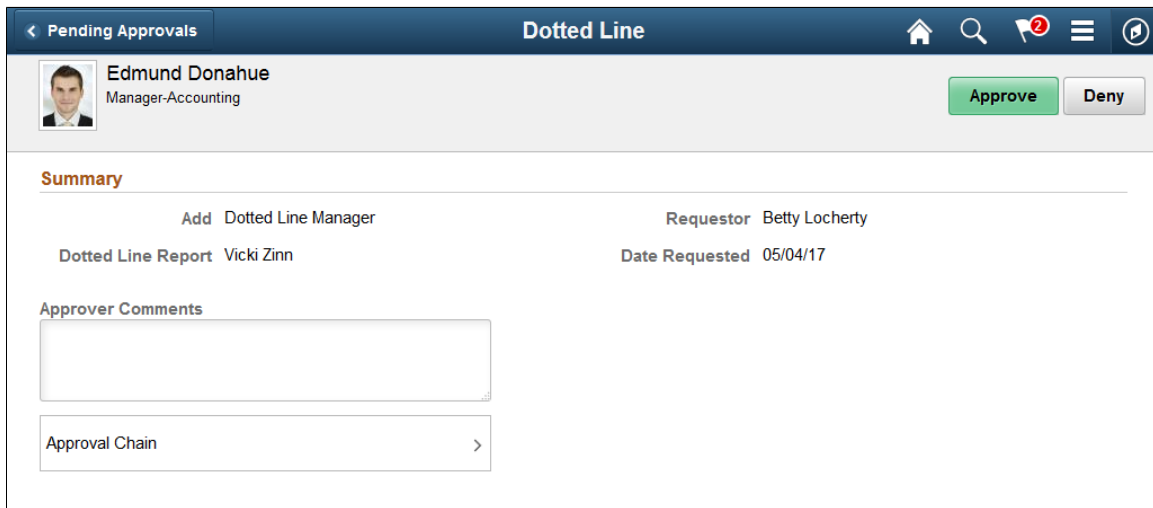 Pending Approvals
Dotted Line
2
Edmund Donahue
Manager-Accounting
Approve
Deny
Summary
Add Dotted Line Manager
Requestor Betty Locherty
Dotted Line Report Vicki Zinn
Date Requested 05/04/17
Approver Comments
Approval Chain